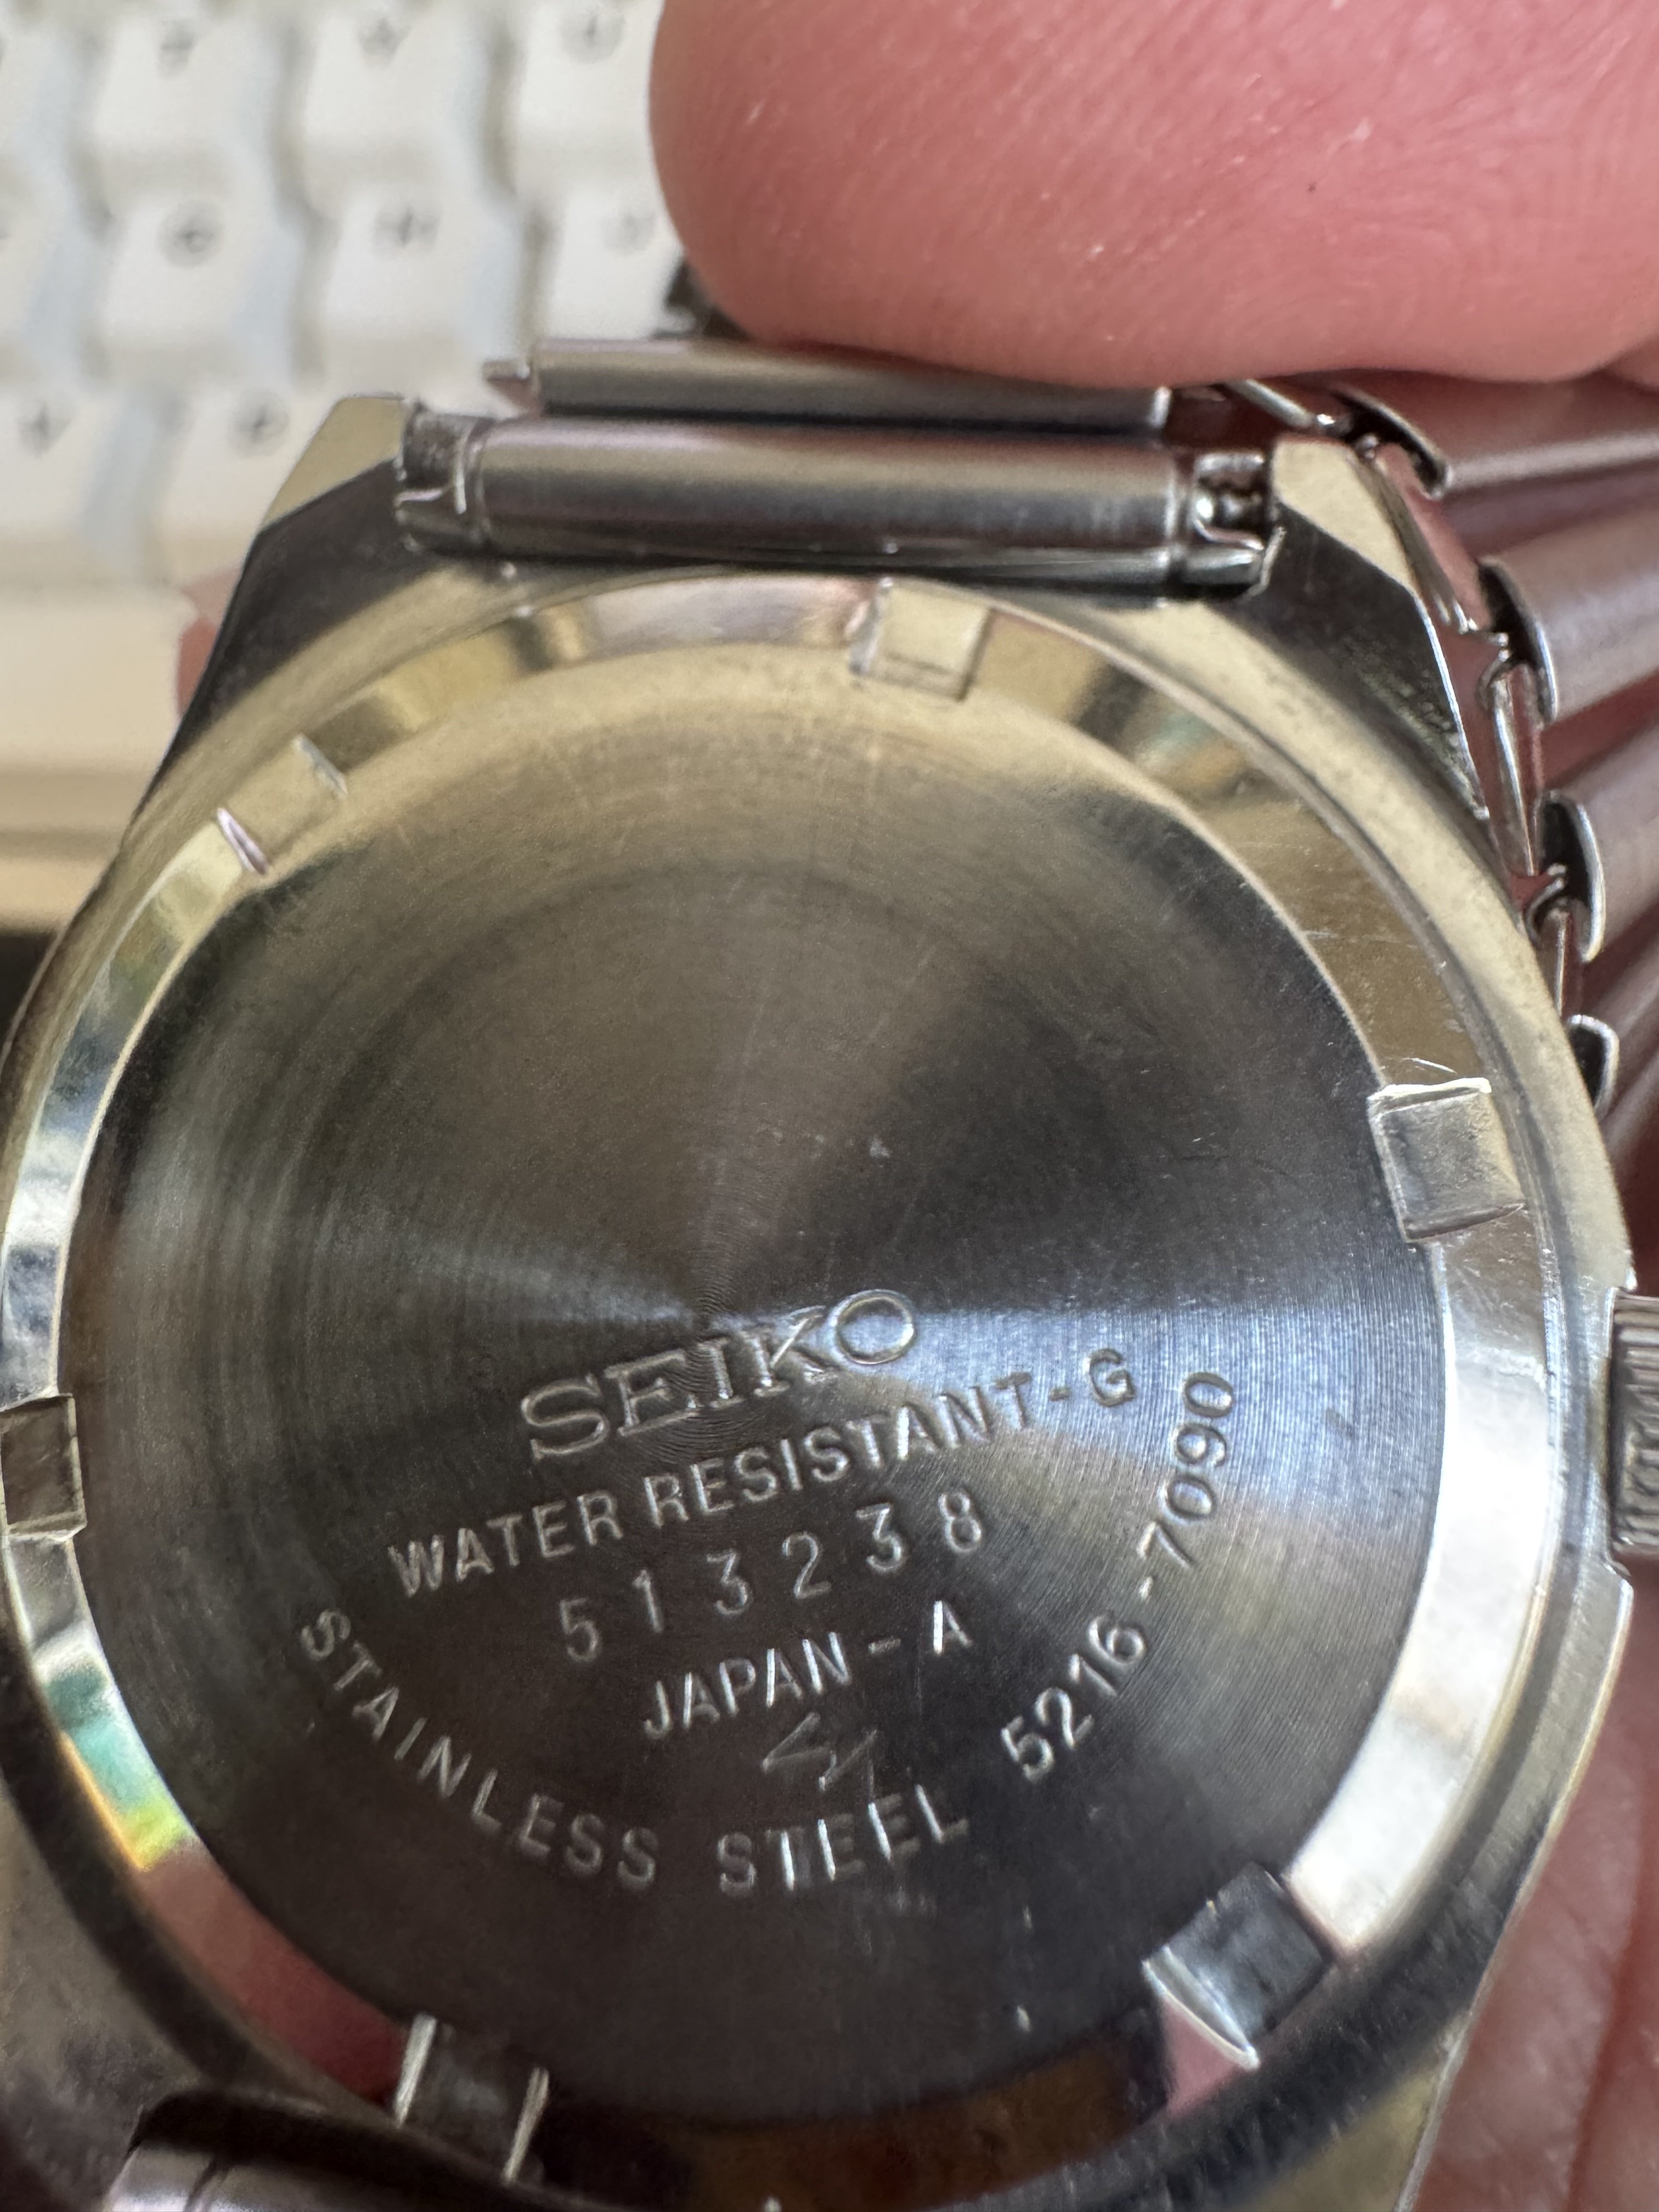 SEIKO
WATER RESISTANT-G
513238
JAPAN-A
STAINLESS STEEL 5216-7090